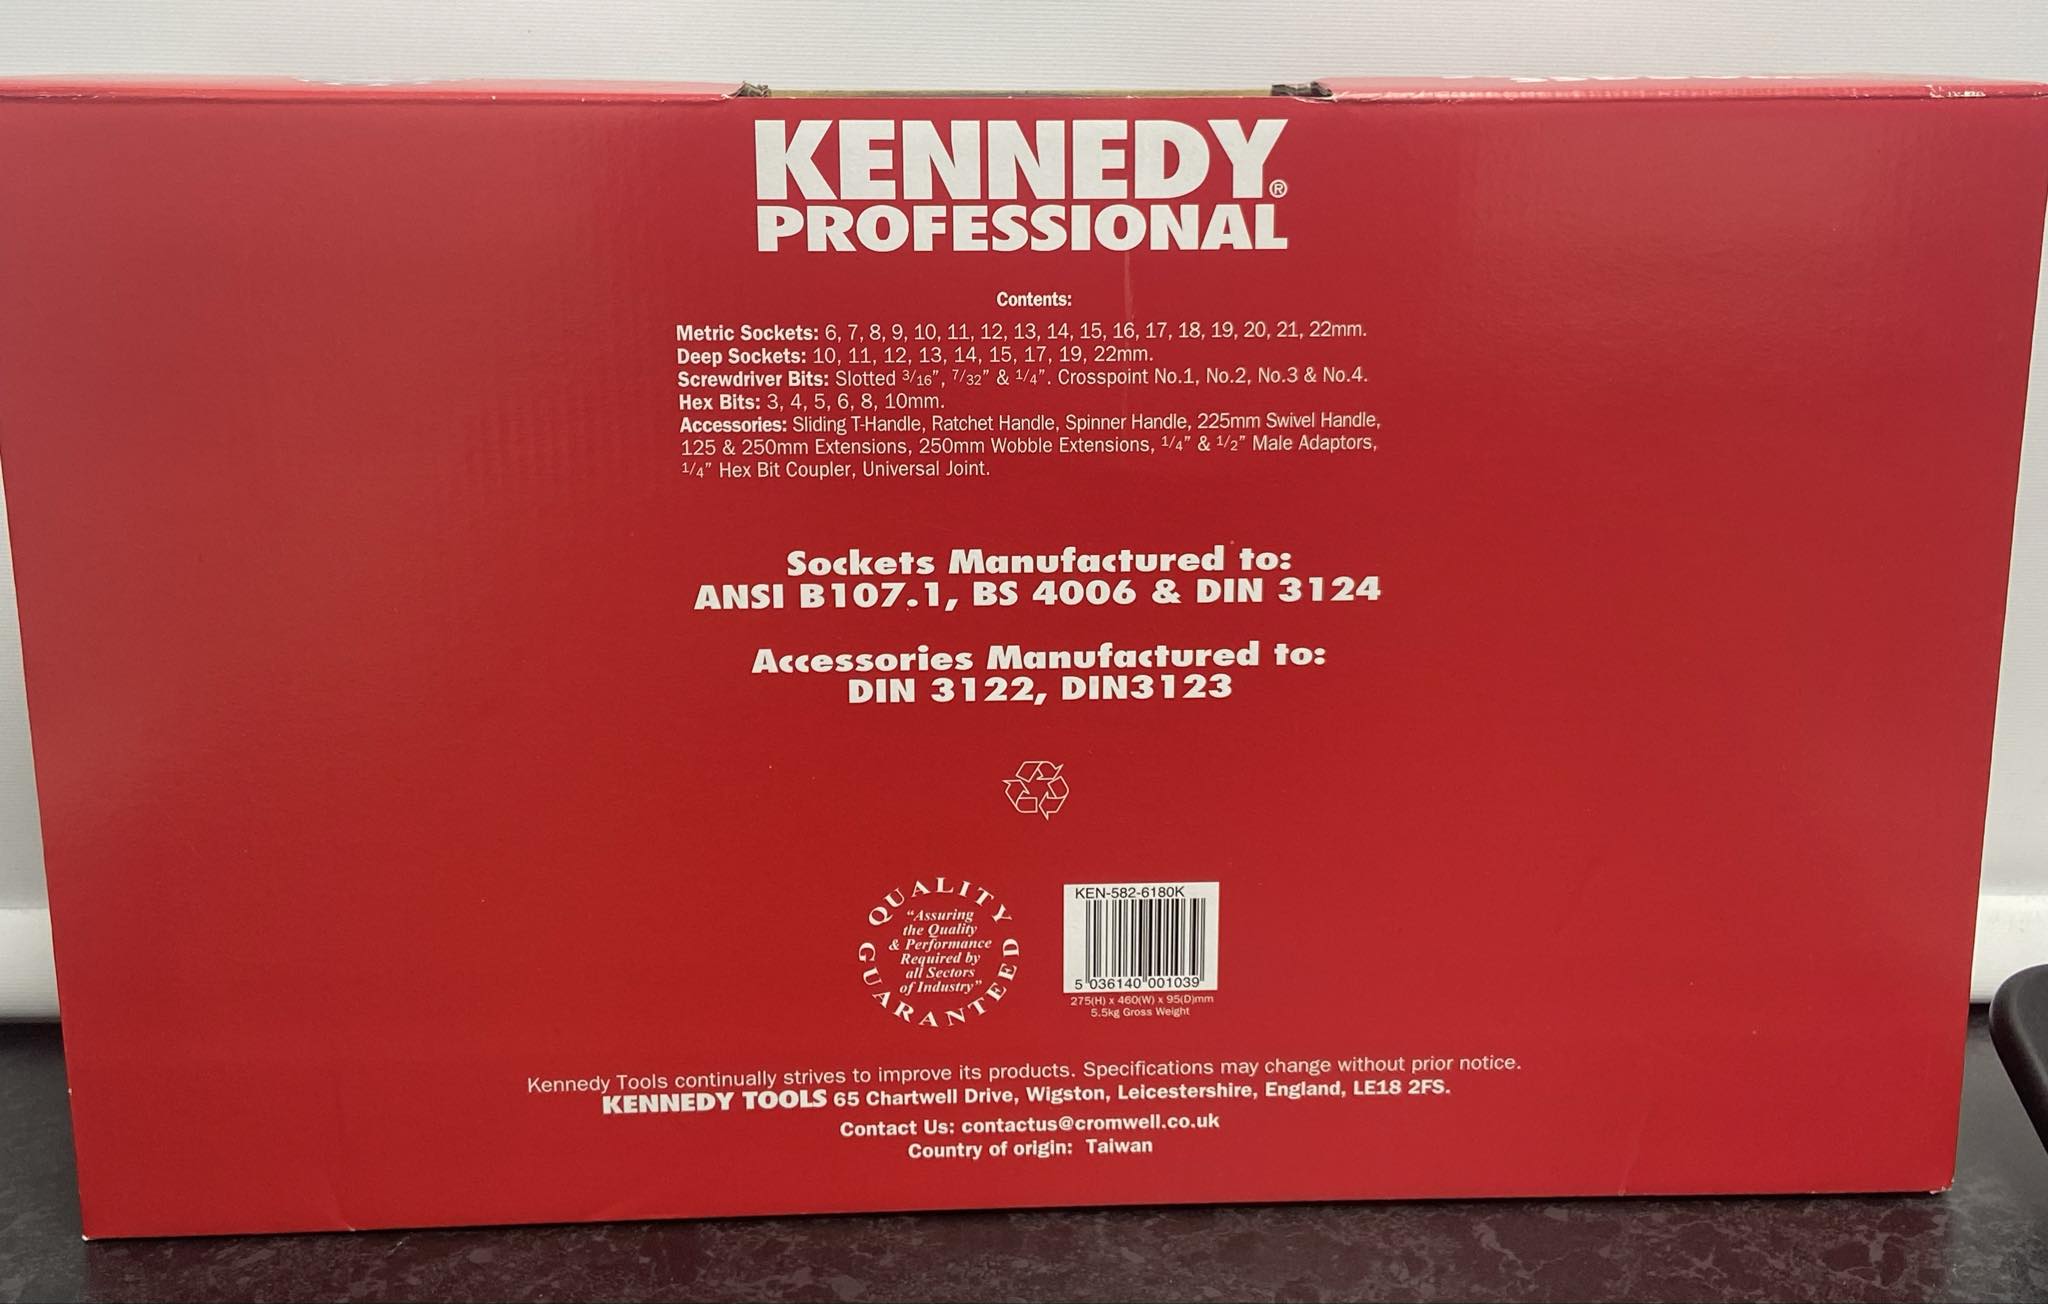 KENNEDY®
PROFESSIONAL
Contents:
Metric Sockets: 6, 7, 8, 9, 10, 11, 12, 13, 14, 15, 16, 17, 18, 19, 20, 21, 22mm.
Deep Sockets: 10, 11, 12, 13, 14, 15, 17, 19, 22mm.
Screwdriver Bits: Slotted 3/16”, 7/32” & 1/4”. Crosspoint No.1, No.2, No.3 & No.4.
Hex Bits: 3, 4, 5, 6, 8, 10mm.
Accessories: Sliding T-Handle, Ratchet Handle, Spinner Handle, 225mm Swivel Handle,
125 & 250mm Extensions, 250mm Wobble Extensions, 1/4” & 1/2” Male Adaptors,
1/4” Hex Bit Coupler, Universal Joint.
Sockets Manufactured to:
ANSI B107.1, BS 4006 & DIN 3124
Accessories Manufactured to:
DIN 3122, DIN3123
QUALITY
“Assuring
the Quality
& Performance
Required by
all Sectors
of Industry”
GUARANTEED
KEN-582-6180K
5 036140 001039
275(H) x 460(W) x 95(D)mm
5.5kg Gross Weight
Kennedy Tools continually strives to improve its products. Specifications may change without prior notice.
KENNEDY TOOLS 65 Chartwell Drive, Wigston, Leicestershire, England, LE18 2FS.
Contact Us: contactus@cromwell.co.uk
Country of origin: Taiwan